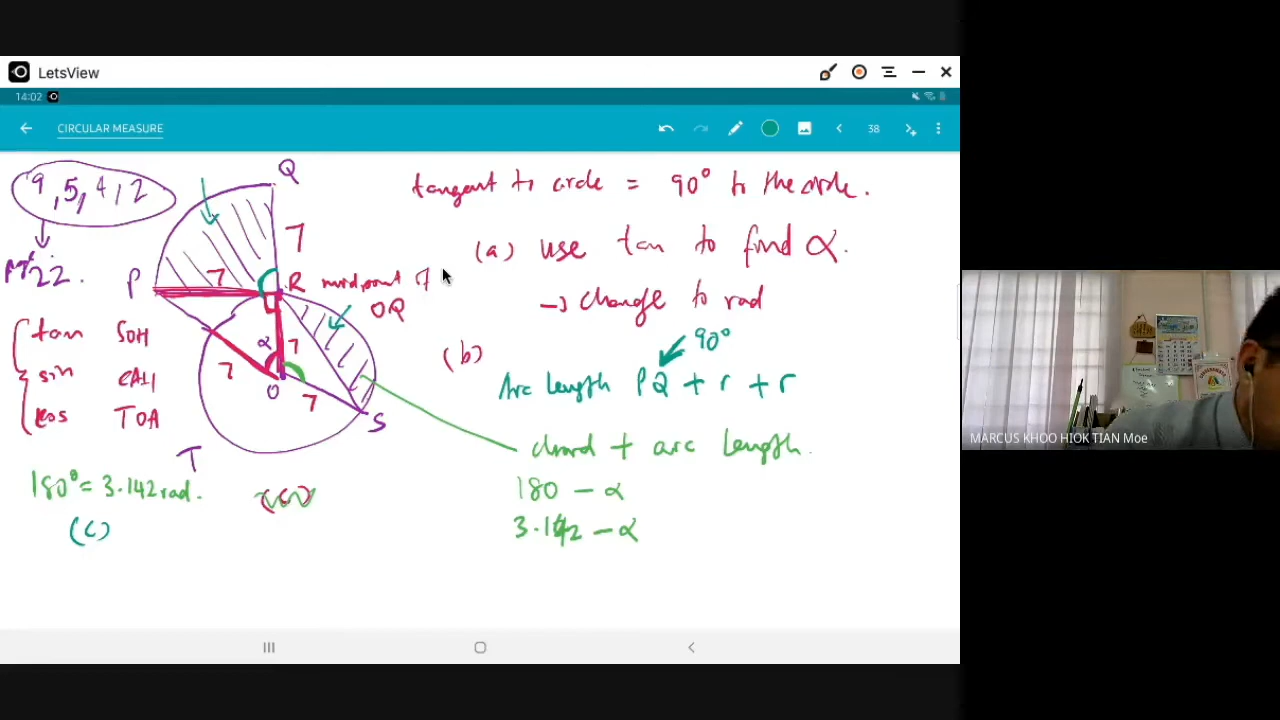 LetsView
14:02
CIRCULAR MEASURE
38
9, 5, 4, 2
22.
Q
7
P
7
R midpoint of
OQ
α
7
7
O
7
S
T
tan SOH
sin CAH
kos TOA
180° = 3.142 rad.
(c)
(c)
tangent to circle = 90° to the circle.
(a) use tan to find α.
→ change to rad
(b)
90°
Arc length PQ + r + r
chord + arc length.
180 - α
3.142 - α
MARCUS KHOO HIOK TIAN Moe